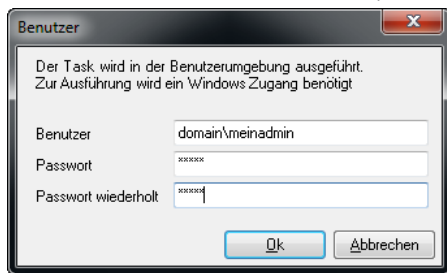 Benutzer
Der Task wird in der Benutzerumgebung ausgeführt.
Zur Ausführung wird ein Windows Zugang benötigt
Benutzer domain\meinadmin
Passwort *****
Passwort wiederholt *****
Ok Abbrechen